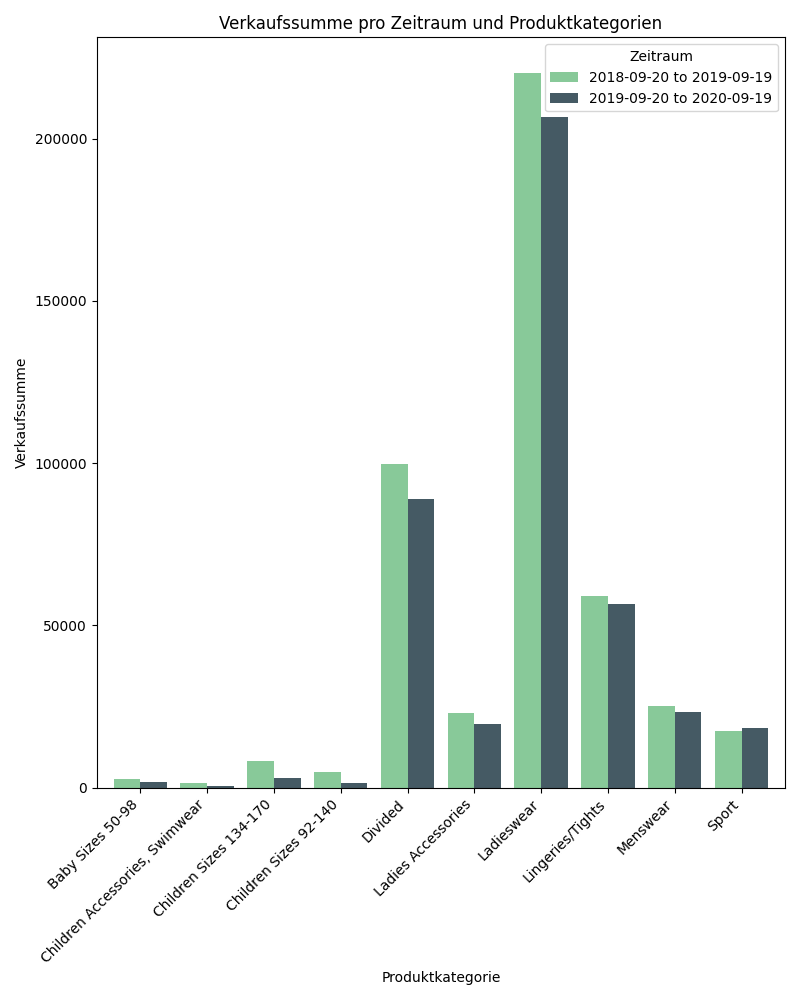 Verkaufssumme pro Zeitraum und Produktkategorien
Zeitraum
2018-09-20 to 2019-09-19
2019-09-20 to 2020-09-19
Verkaufssumme
200000
150000
100000
50000
0
Baby Sizes 50-98
Children Accessories, Swimwear
Children Sizes 134-170
Children Sizes 92-140
Divided
Ladies Accessories
Ladieswear
Lingeries/Tights
Menswear
Sport
Produktkategorie